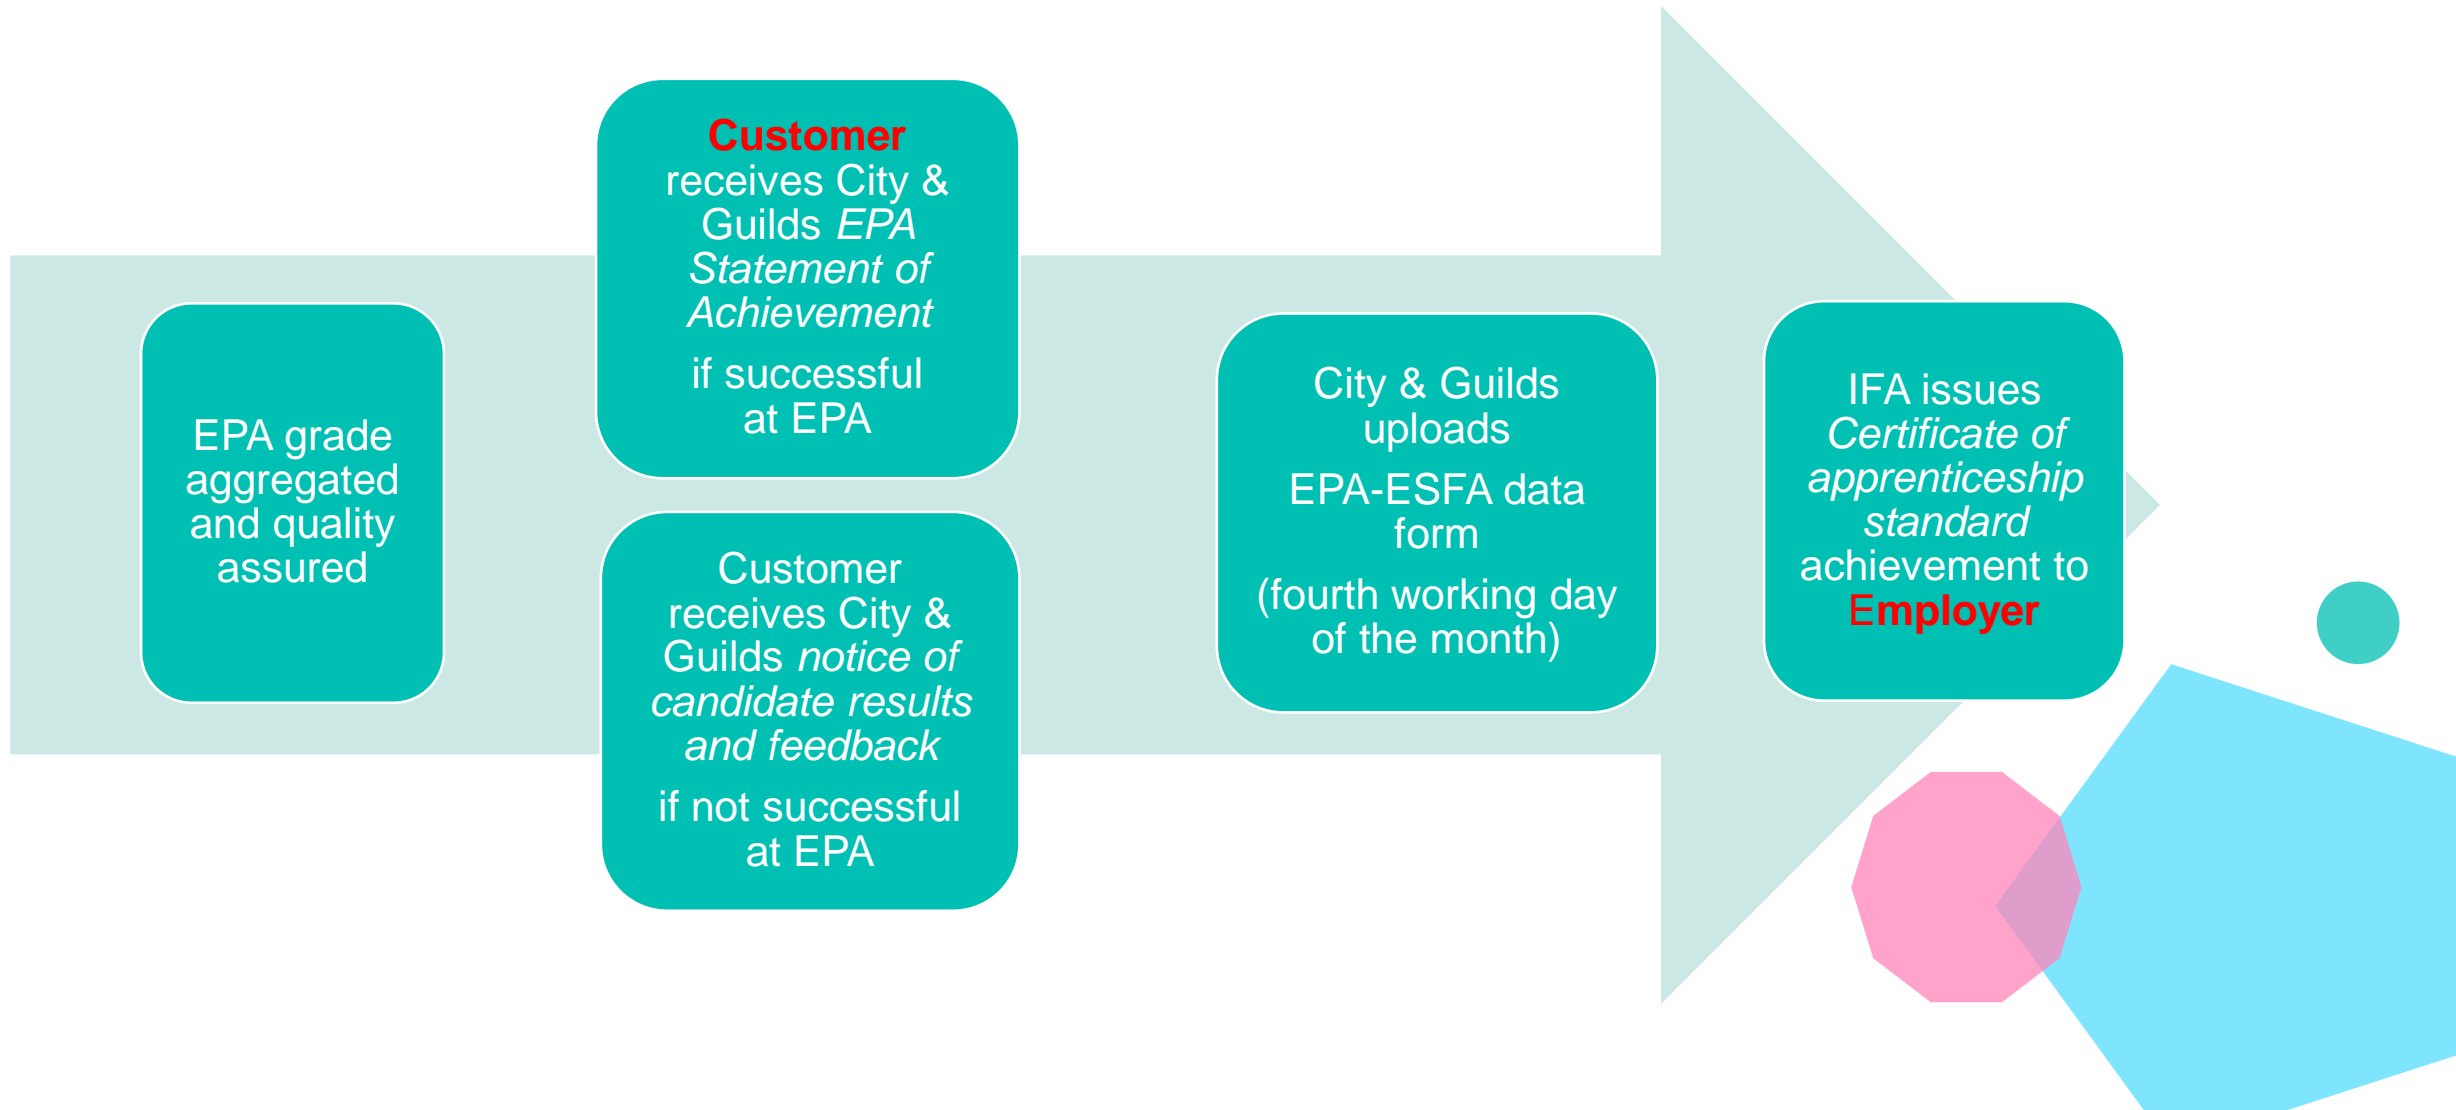 EPA grade
aggregated
and quality
assured
Customer
receives City &
Guilds EPA
Statement of
Achievement
if successful
at EPA
Customer
receives City &
Guilds notice of
candidate results
and feedback
if not successful
at EPA
City & Guilds
uploads
EPA-ESFA data
form
(fourth working day
of the month)
IFA issues
Certificate of
apprenticeship
standard
achievement to
Employer